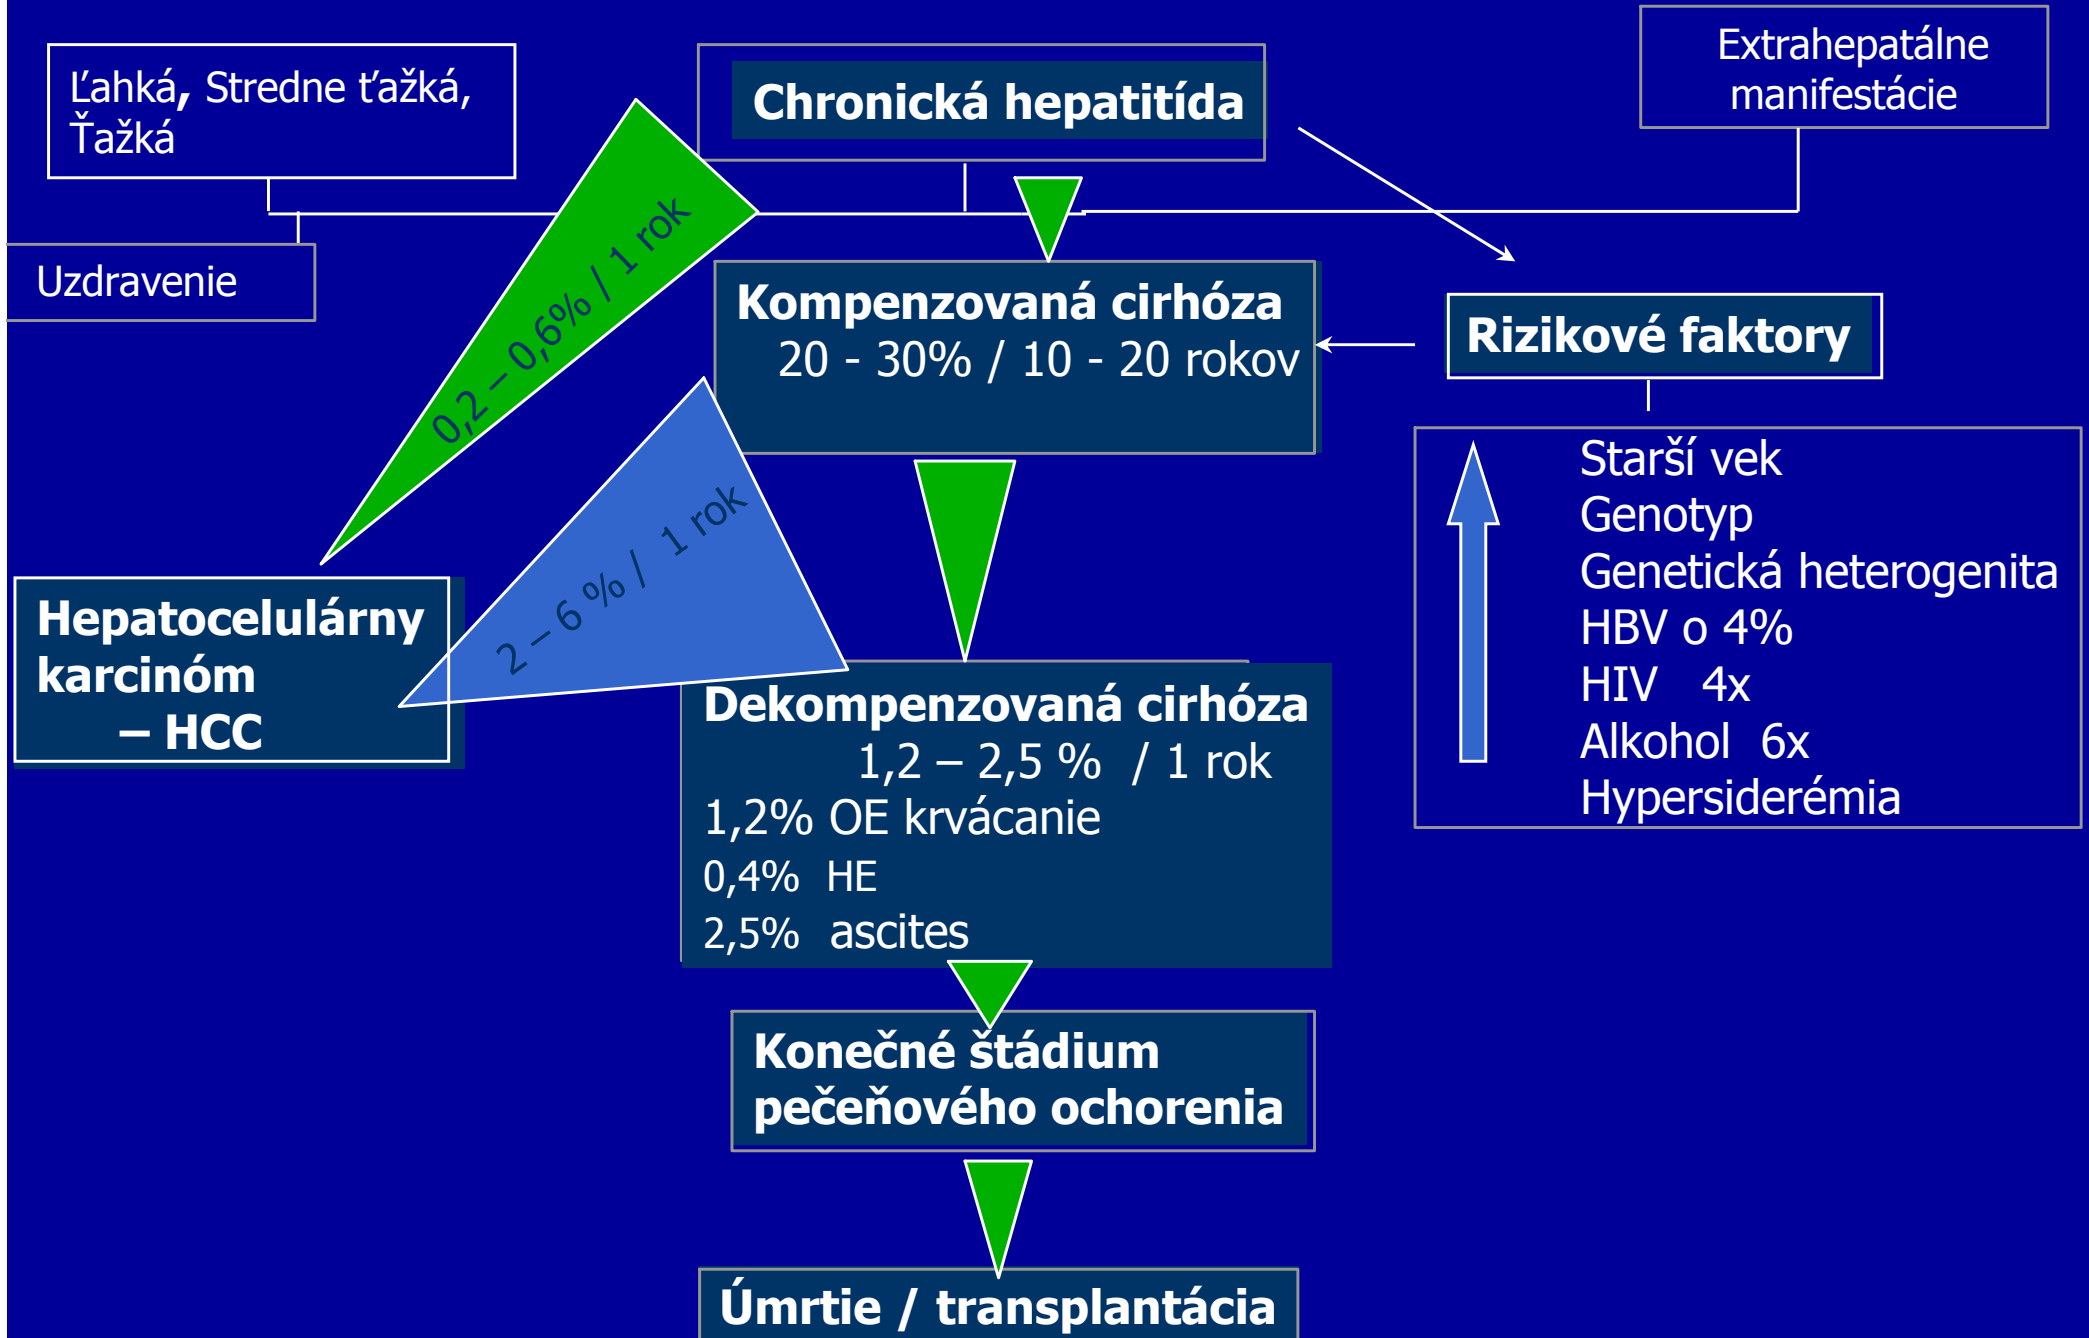 Ľahká, Stredne ťažká,
Ťažká
Chronická hepatitída
Extrahepatálne
manifestácie
Uzdravenie
0,2 – 0,6% / 1 rok
Kompenzovaná cirhóza
20 - 30% / 10 - 20 rokov
Rizikové faktory
Starší vek
Genotyp
Genetická heterogenita
HBV o 4%
HIV 4x
Alkohol 6x
Hypersiderémia
2 – 6 % / 1 rok
Hepatocelulárny
karcinóm
– HCC
Dekompenzovaná cirhóza
1,2 – 2,5 % / 1 rok
1,2% OE krvácanie
0,4% HE
2,5% ascites
Konečné štádium
pečeňového ochorenia
Úmrtie / transplantácia